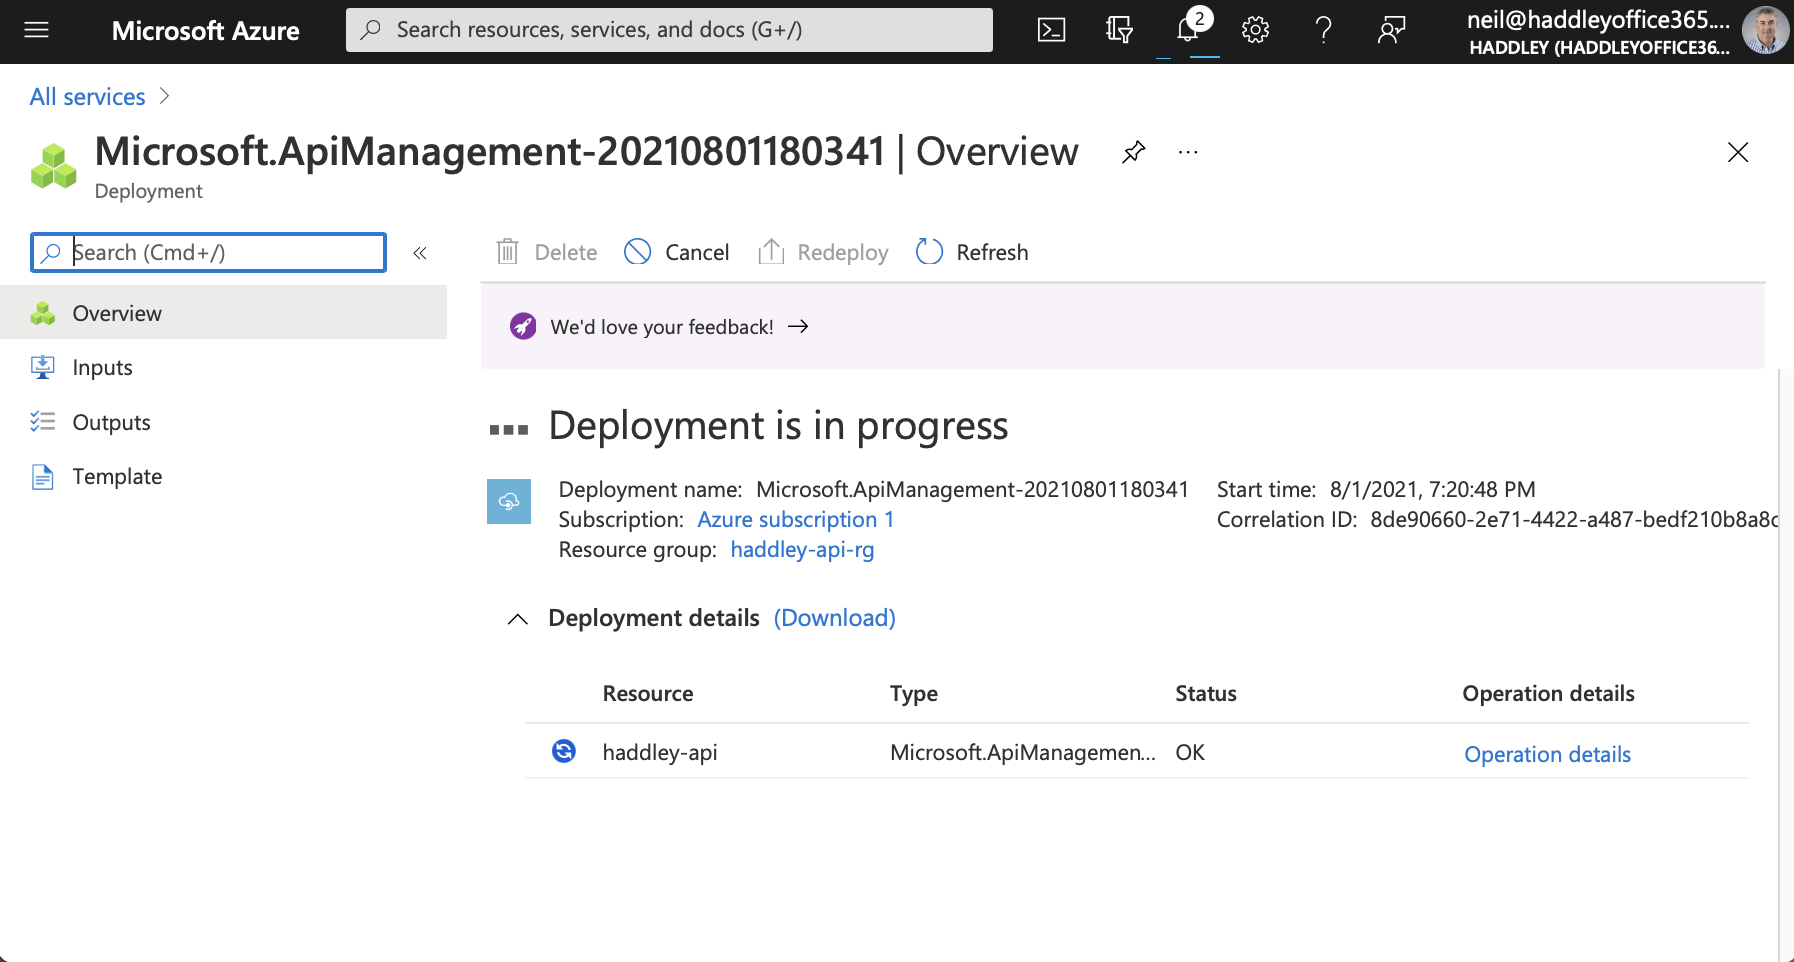 Microsoft Azure
Search resources, services, and docs (G+/)
2
neil@haddleyoffice365....
HADDLEY (HADDLEYOFFICE36...
All services
Microsoft.ApiManagement-20210801180341 | Overview
Deployment
Search (Cmd+/)
«
Delete
Cancel
Redeploy
Refresh
Overview
Inputs
Outputs
Template
We'd love your feedback! →
Deployment is in progress
Deployment name: Microsoft.ApiManagement-20210801180341 Start time: 8/1/2021, 7:20:48 PM
Subscription: Azure subscription 1 Correlation ID: 8de90660-2e71-4422-a487-bedf210b8a8c
Resource group: haddley-api-rg
Deployment details (Download)
Resource Type Status Operation details
haddley-api Microsoft.ApiManagemen... OK Operation details